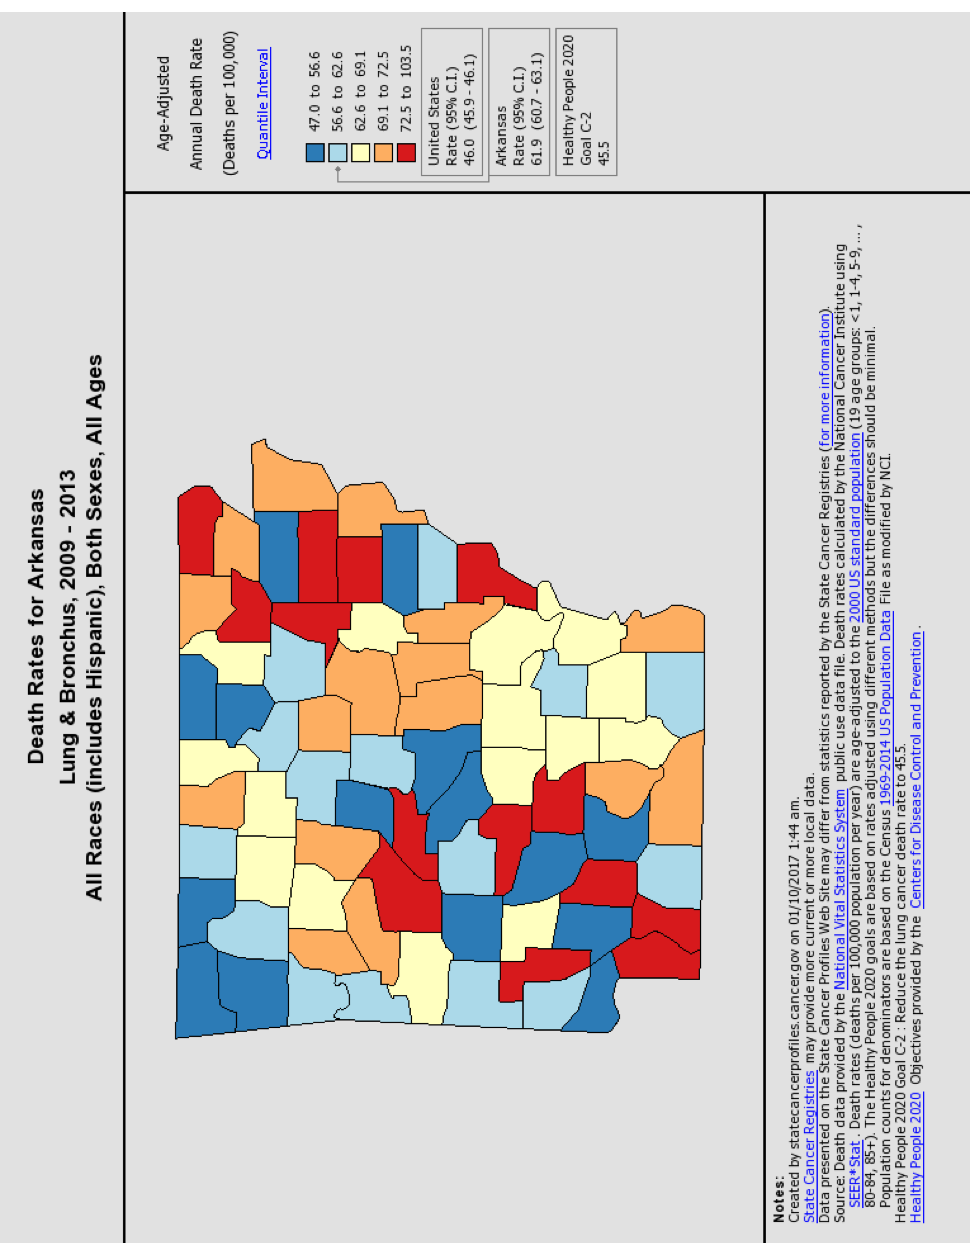 Death Rates for Arkansas
Lung & Bronchus, 2009 - 2013
All Races (includes Hispanic), Both Sexes, All Ages
Age-Adjusted
Annual Death Rate
(Deaths per 100,000)
Quantile Interval
47.0 to 56.6
56.6 to 62.6
62.6 to 69.1
69.1 to 72.5
72.5 to 103.5
United States
Rate (95% C.I.)
46.0 (45.9 - 46.1)
Arkansas
Rate (95% C.I.)
61.9 (60.7 - 63.1)
Healthy People 2020
Goal C-2
45.5
Notes:
Created by statecancerprofiles.cancer.gov on 01/10/2017 1:44 am.
State Cancer Registries may provide more current or more local data.
Data presented on the State Cancer Profiles Web Site may differ from statistics reported by the State Cancer Registries (for more information).
Source: Death data provided by the National Vital Statistics System public use data file. Death rates calculated by the National Cancer Institute using
SEER*Stat. Death rates (deaths per 100,000 population per year) are age-adjusted to the 2000 US standard population (19 age groups: <1, 1-4, 5-9, ... ,
80-84, 85+). The Healthy People 2020 goals are based on rates adjusted using different methods but the differences should be minimal.
Population counts for denominators are based on the Census 1969-2014 US Population Data File as modified by NCI.
Healthy People 2020 Goal C-2 : Reduce the lung cancer death rate to 45.5.
Healthy People 2020 Objectives provided by the Centers for Disease Control and Prevention .